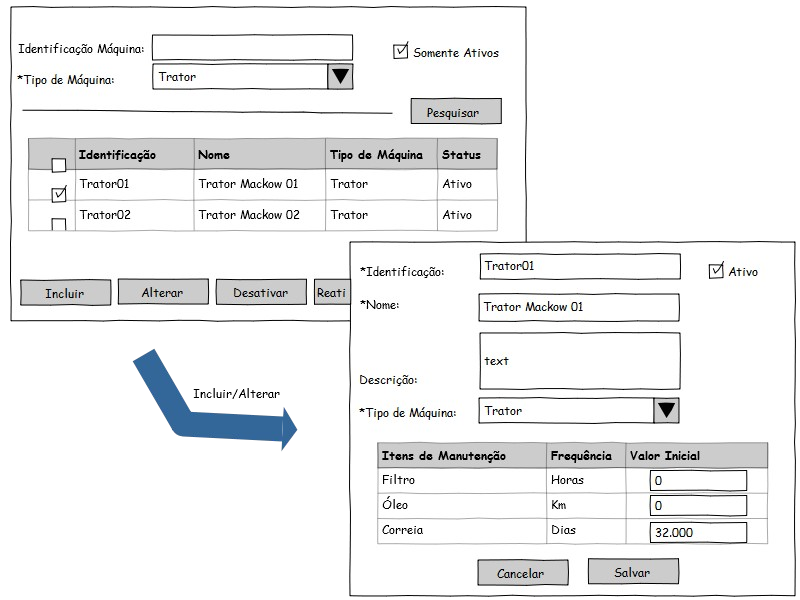 Identificação Máquina:
Somente Ativos
*Tipo de Máquina: Trator
Pesquisar
Identificação Nome Tipo de Máquina Status
Trator01 Trator Mackow 01 Trator Ativo
Trator02 Trator Mackow 02 Trator Ativo
Incluir Alterar Desativar Reati
Incluir/Alterar
*Identificação: Trator01 Ativo
*Nome: Trator Mackow 01
text
Descrição:
*Tipo de Máquina: Trator
Itens de Manutenção Frequência Valor Inicial
Filtro Horas 0
Óleo Km 0
Correia Dias 32.000
Cancelar Salvar